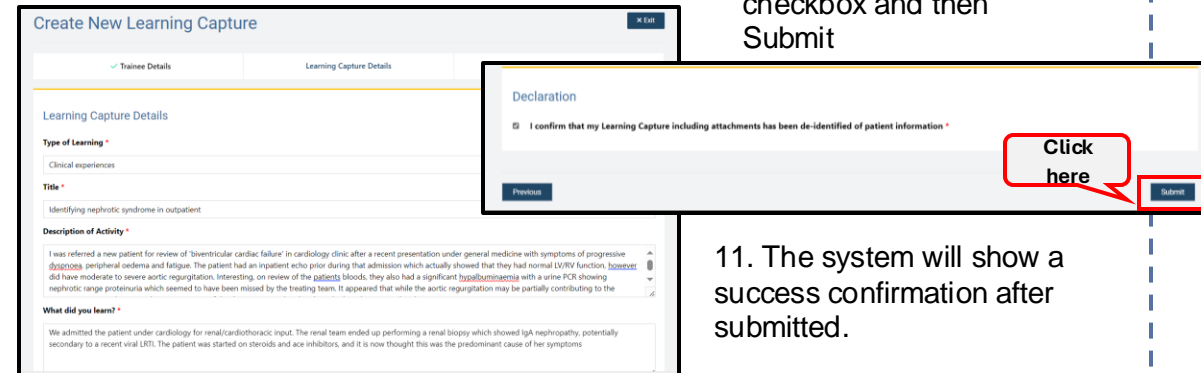 checkbox and then
Submit
Create New Learning Capture
× Exit
✓ Trainee Details
Learning Capture Details
Learning Capture Details
Type of Learning *
Clinical experiences
Title *
Identifying nephrotic syndrome in outpatient
Description of Activity *
I was referred a new patient for review of 'biventricular cardiac failure' in cardiology clinic after a recent presentation under general medicine with symptoms of progressive
dyspnoea, peripheral oedema and fatigue. The patient had an inpatient echo prior during that admission which actually showed that they had normal LV/RV function, however
did have moderate to severe aortic regurgitation. Interesting, on review of the patients bloods, they also had a significant hypalbuminaemia with a urine PCR showing
nephrotic range proteinuria which seemed to have been missed by the treating team. It appeared that while the aortic regurgitation may be partially contributing to the
What did you learn? *
We admitted the patient under cardiology for renal/cardiothoracic input. The renal team ended up performing a renal biopsy which showed IgA nephropathy, potentially
secondary to a recent viral LRTI. The patient was started on steroids and ace inhibitors, and it is now thought this was the predominant cause of her symptoms
Declaration
I confirm that my Learning Capture including attachments has been de-identified of patient information *
Click
here
Previous
Submit
11. The system will show a
success confirmation after
submitted.